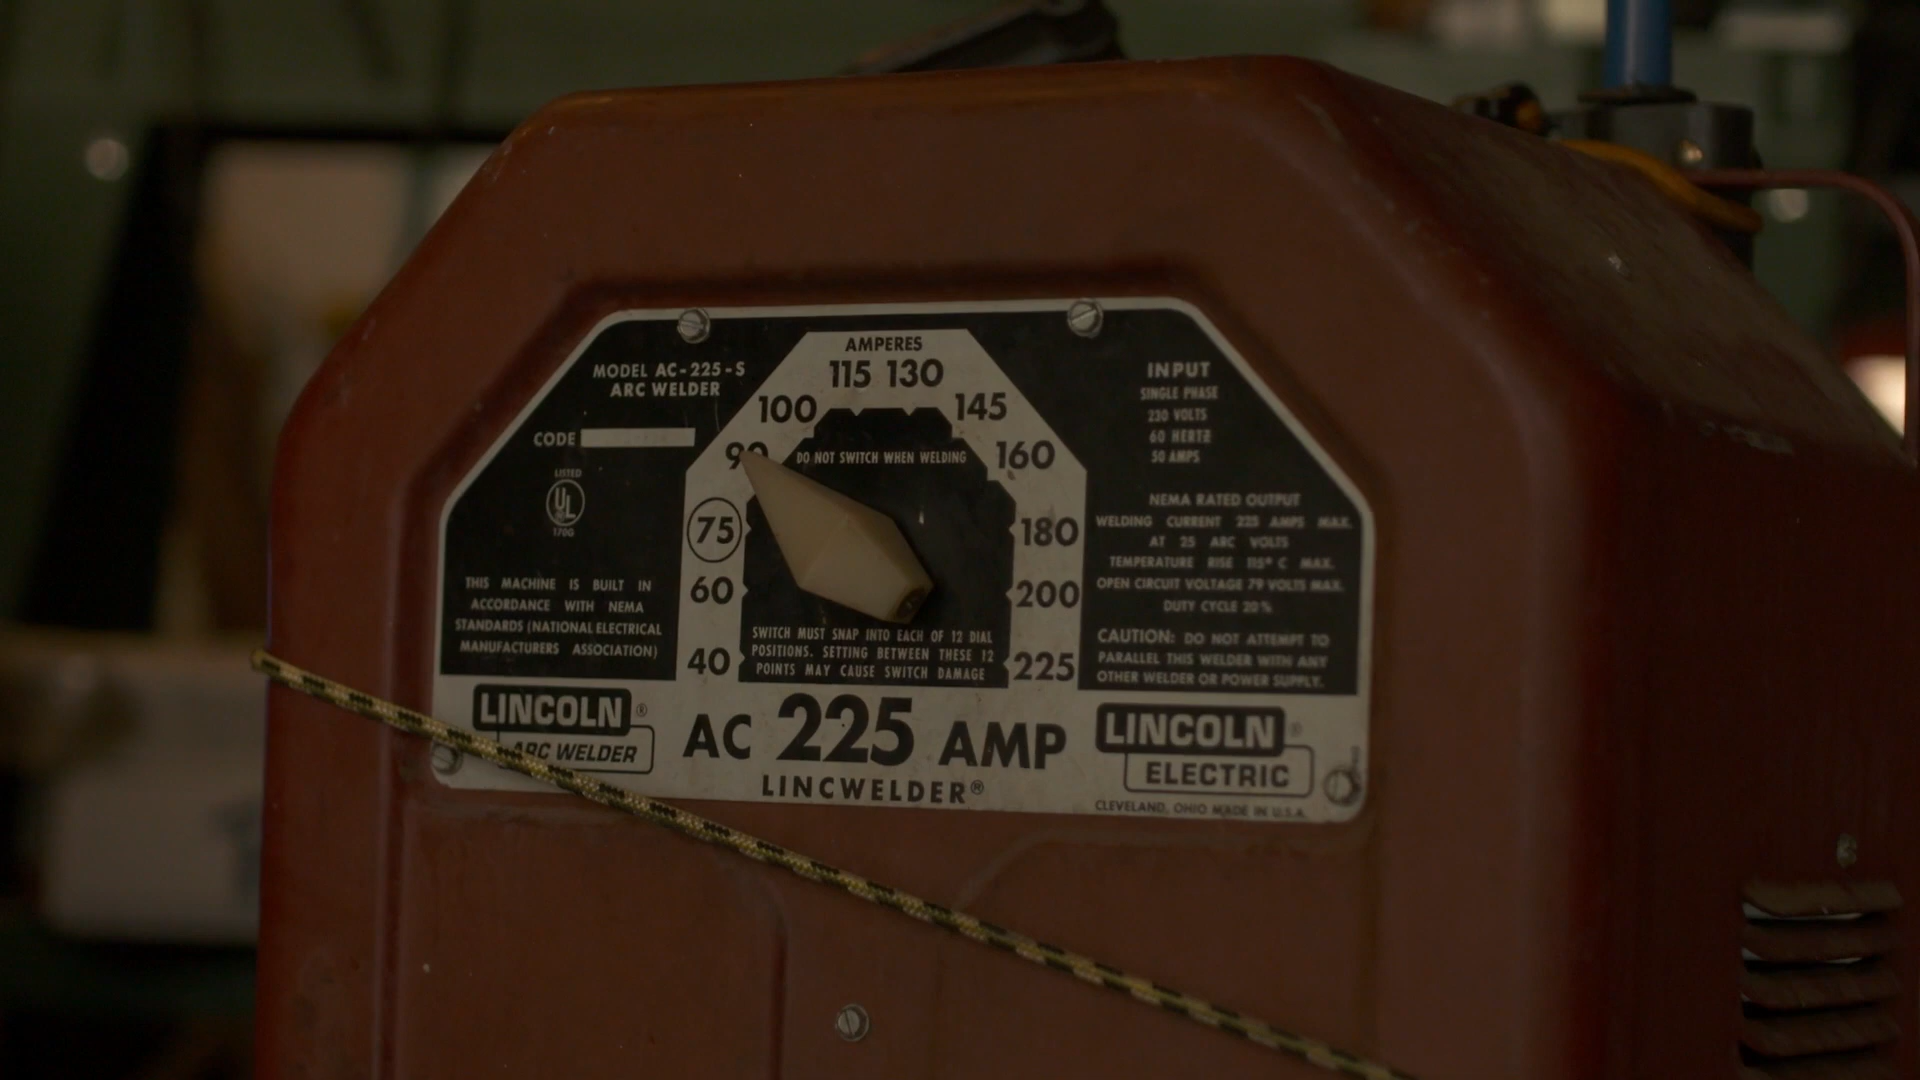 MODEL AC-225-S
ARC WELDER
CODE
LISTED
UL
170G
THIS MACHINE IS BUILT IN
ACCORDANCE WITH NEMA
STANDARDS (NATIONAL ELECTRICAL
MANUFACTURERS ASSOCIATION)
AMPERES
115 130
100 145
90 160
75 180
60 200
40 225
DO NOT SWITCH WHEN WELDING
SWITCH MUST SNAP INTO EACH OF 12 DIAL
POSITIONS. SETTING BETWEEN THESE 12
POINTS MAY CAUSE SWITCH DAMAGE
INPUT
SINGLE PHASE
230 VOLTS
60 HERTZ
50 AMPS
NEMA RATED OUTPUT
WELDING CURRENT 225 AMPS MAX.
AT 25 ARC VOLTS
TEMPERATURE RISE 115° C MAX.
OPEN CIRCUIT VOLTAGE 79 VOLTS MAX.
DUTY CYCLE 20%
CAUTION: DO NOT ATTEMPT TO
PARALLEL THIS WELDER WITH ANY
OTHER WELDER OR POWER SUPPLY.
LINCOLN®
ARC WELDER
AC 225 AMP
LINCWELDER®
LINCOLN®
ELECTRIC
CLEVELAND, OHIO MADE IN U.S.A.